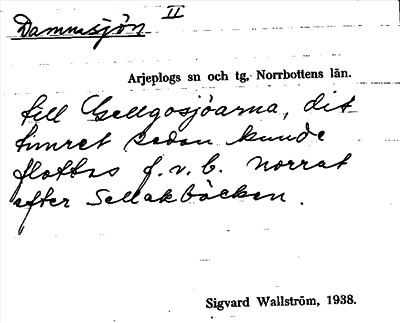 Dammsjön II
Arjeplogs sn och tg, Norrbottens län.
till Gellgosjöarna, dit
timret sedan kunde
flottas f.v.b. norrat
efter Sellakbäcken.
Sigvard Wallström, 1938.